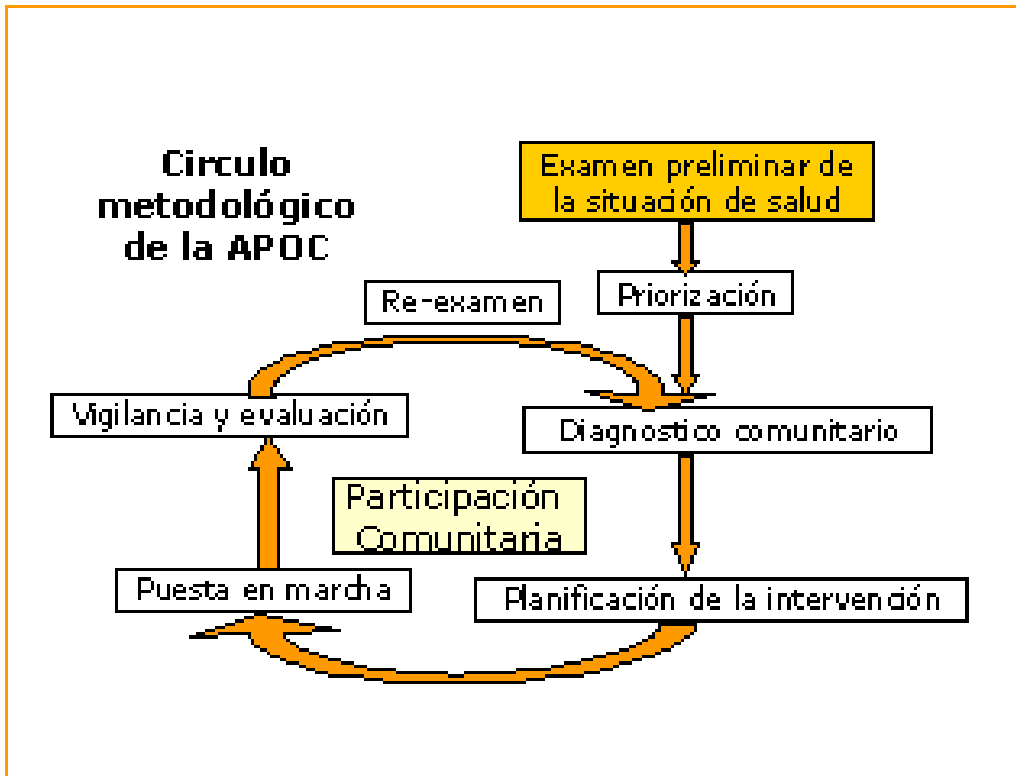 Circulo
metodológico
de la APOC
Examen preliminar de
la situación de salud
Priorización
Re-examen
Vigilancia y evaluación
Diagnostico comunitario
Participación
Comunitaria
Puesta en marcha
Planificación de la intervención